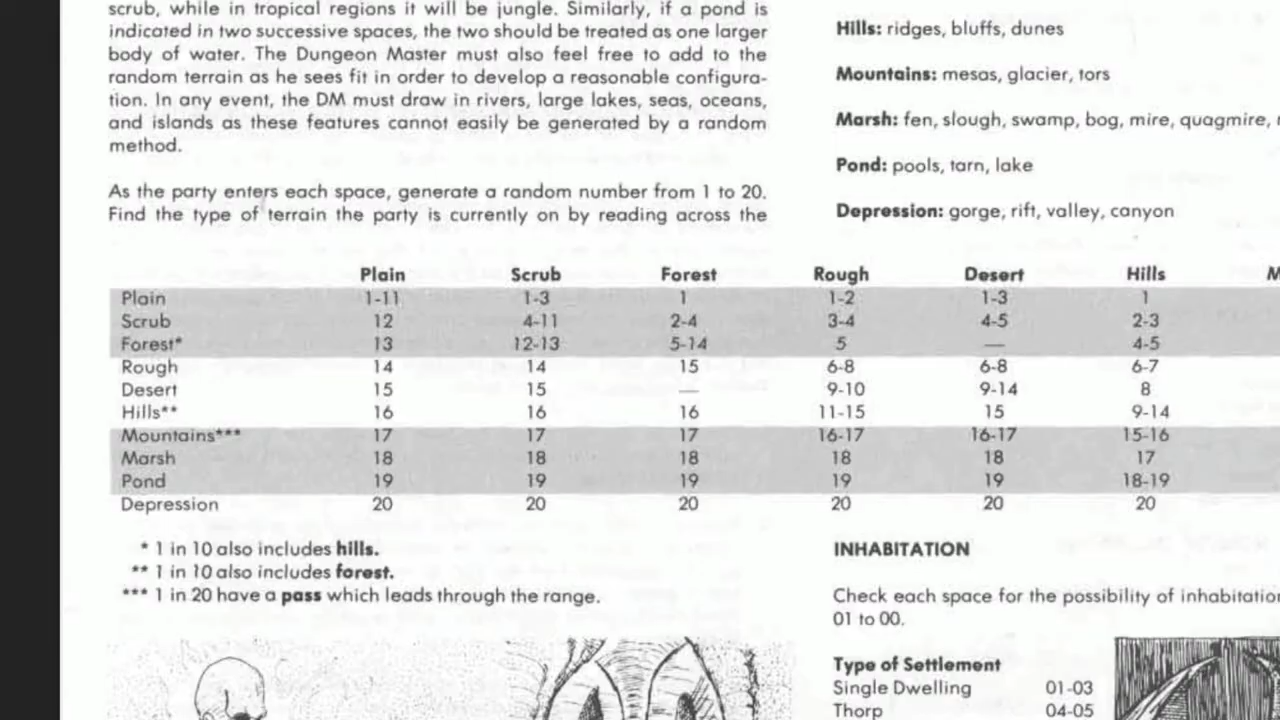 scrub, while in tropical regions it will be jungle. Similarly, if a pond is
indicated in two successive spaces, the two should be treated as one larger
body of water. The Dungeon Master must also feel free to add to the
random terrain as he sees fit in order to develop a reasonable configura-
tion. In any event, the DM must draw in rivers, large lakes, seas, oceans,
and islands as these features cannot easily be generated by a random
method.
As the party enters each space, generate a random number from 1 to 20.
Find the type of terrain the party is currently on by reading across the
Hills: ridges, bluffs, dunes
Mountains: mesas, glacier, tors
Marsh: fen, slough, swamp, bog, mire, quagmire,
Pond: pools, tarn, lake
Depression: gorge, rift, valley, canyon
Plain Scrub Forest Rough Desert Hills M
Plain 1-11 1-3 1 1-2 1-3 1
Scrub 12 4-11 2-4 3-4 4-5 2-3
Forest* 13 12-13 5-14 5 — 4-5
Rough 14 14 15 6-8 6-8 6-7
Desert 15 15 — 9-10 9-14 8
Hills** 16 16 16 11-15 15 9-14
Mountains*** 17 17 17 16-17 16-17 15-16
Marsh 18 18 18 18 18 17
Pond 19 19 19 19 19 18-19
Depression 20 20 20 20 20 20
* 1 in 10 also includes hills.
** 1 in 10 also includes forest.
*** 1 in 20 have a pass which leads through the range.
INHABITATION
Check each space for the possibility of inhabitation
01 to 00.
Type of Settlement
Single Dwelling 01-03
Thorp 04-05